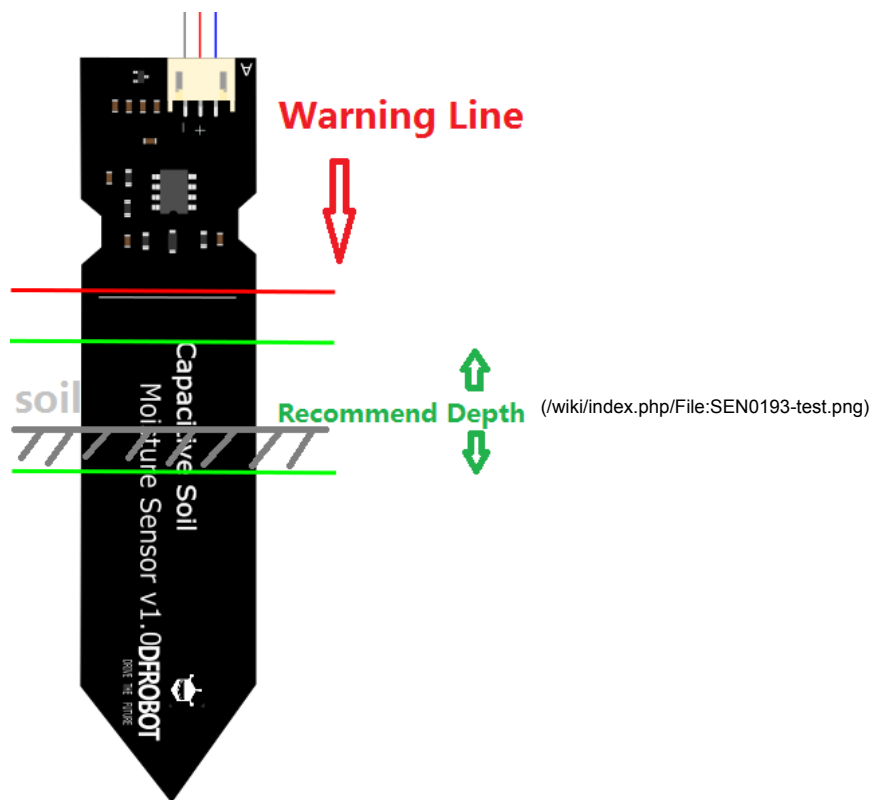 A
- +
Warning Line
soil
Recommend Depth
(/wiki/index.php/File:SEN0193-test.png)
Capacitive Soil
Moisture Sensor v1.0
DFROBOT
DRIVE THE FUTURE